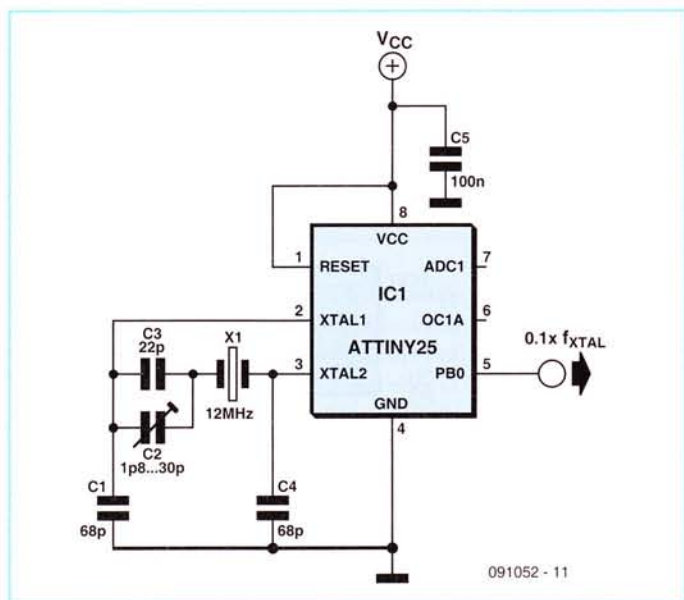 VCC
C5
100n
8
VCC
1
RESET
ADC1
7
IC1
2
XTAL1
OC1A
6
C3
22p
X1
ATTINY25
0.1x fXTAL
3
XTAL2
PB0
5
12MHz
GND
C2
4
1p8...30p
C1
C4
68p
68p
091052 - 11